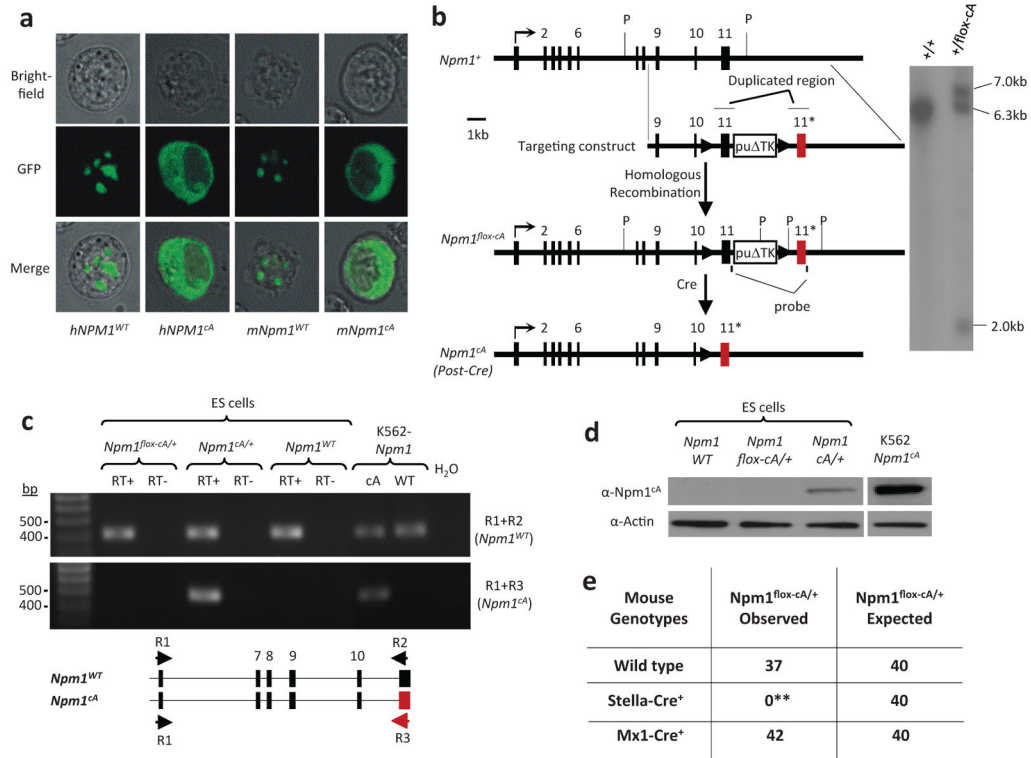 a
Bright-
field
GFP
Merge
hNPM1WT
hNPM1cA
mNpm1WT
mNpm1cA
b
P P
2 6 9 10 11
Npm1+
Duplicated region
1kb
9 10 11 11*
Targeting construct
puΔTK
Homologous
Recombination
P P P P
2 6 9 10 11 11*
Npm1flox-cA
puΔTK
Cre
probe
2 6 9 10 11*
Npm1cA
(Post-Cre)
+/+
+/flox-cA
7.0kb
6.3kb
2.0kb
c
ES cells
Npm1flox-cA/+
Npm1cA/+
Npm1WT
K562-
Npm1
RT+ RT- RT+ RT- RT+ RT- cA WT H2O
bp
500
400
R1+R2
(Npm1WT)
500
400
R1+R3
(Npm1cA)
R1 7 8 9 10 R2
Npm1WT
Npm1cA
R1 R3
d
ES cells
Npm1
WT
Npm1
flox-cA/+
Npm1
cA/+
K562
Npm1cA
α-Npm1cA
α-Actin
e
Mouse
Genotypes
Npm1flox-cA/+
Observed
Npm1flox-cA/+
Expected
Wild type 37 40
Stella-Cre+ 0** 40
Mx1-Cre+ 42 40